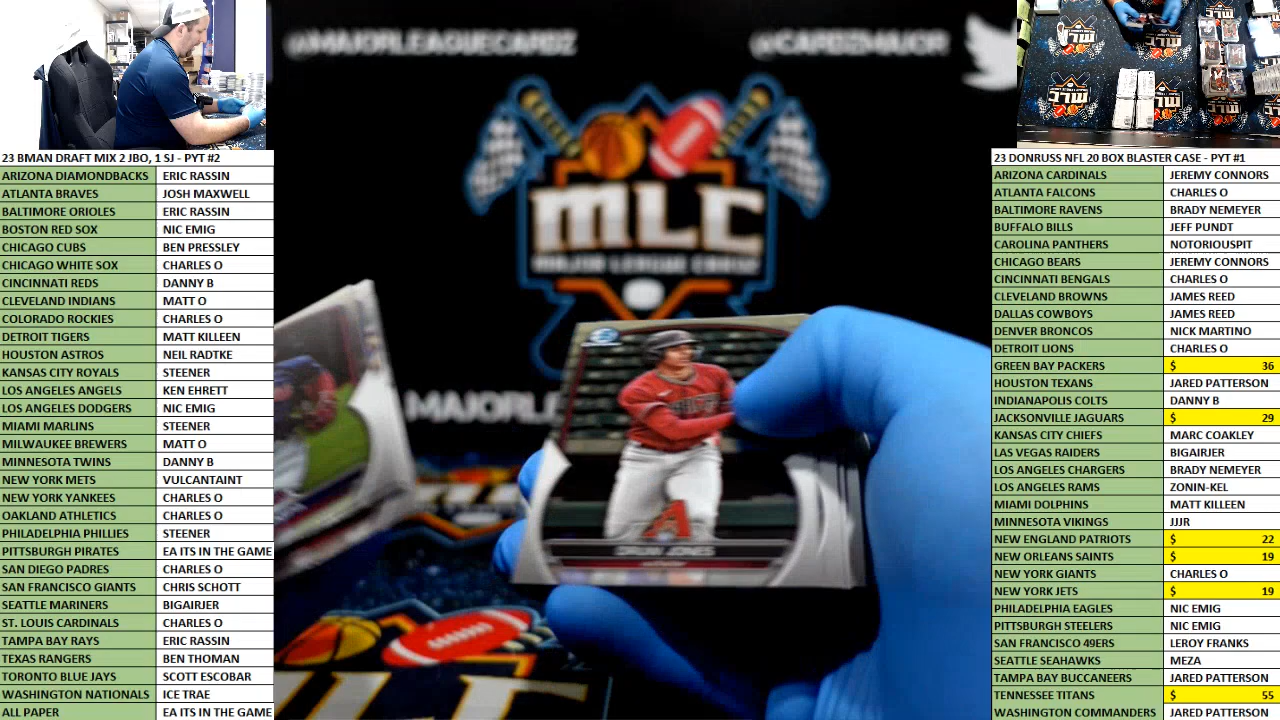 @MAJORLEAGUECARDZ
@CARDZMAJOR
MLC
MAJOR LEAGUE CARDZ
MAJORL
DRUW JONES
23 BMAN DRAFT MIX 2 JBO, 1 SJ - PYT #2
ARIZONA DIAMONDBACKS ERIC RASSIN
ATLANTA BRAVES JOSH MAXWELL
BALTIMORE ORIOLES ERIC RASSIN
BOSTON RED SOX NIC EMIG
CHICAGO CUBS BEN PRESSLEY
CHICAGO WHITE SOX CHARLES O
CINCINNATI REDS DANNY B
CLEVELAND INDIANS MATT O
COLORADO ROCKIES CHARLES O
DETROIT TIGERS MATT KILLEEN
HOUSTON ASTROS NEIL RADTKE
KANSAS CITY ROYALS STEENER
LOS ANGELES ANGELS KEN EHRETT
LOS ANGELES DODGERS NIC EMIG
MIAMI MARLINS STEENER
MILWAUKEE BREWERS MATT O
MINNESOTA TWINS DANNY B
NEW YORK METS VULCANTAINT
NEW YORK YANKEES CHARLES O
OAKLAND ATHLETICS CHARLES O
PHILADELPHIA PHILLIES STEENER
PITTSBURGH PIRATES EA ITS IN THE GAME
SAN DIEGO PADRES CHARLES O
SAN FRANCISCO GIANTS CHRIS SCHOTT
SEATTLE MARINERS BIGAIRJER
ST. LOUIS CARDINALS CHARLES O
TAMPA BAY RAYS ERIC RASSIN
TEXAS RANGERS BEN THOMAN
TORONTO BLUE JAYS SCOTT ESCOBAR
WASHINGTON NATIONALS ICE TRAE
ALL PAPER EA ITS IN THE GAME
23 DONRUSS NFL 20 BOX BLASTER CASE - PYT #1
ARIZONA CARDINALS JEREMY CONNORS
ATLANTA FALCONS CHARLES O
BALTIMORE RAVENS BRADY NEMEYER
BUFFALO BILLS JEFF PUNDT
CAROLINA PANTHERS NOTORIOUSPIT
CHICAGO BEARS JEREMY CONNORS
CINCINNATI BENGALS CHARLES O
CLEVELAND BROWNS JAMES REED
DALLAS COWBOYS JAMES REED
DENVER BRONCOS NICK MARTINO
DETROIT LIONS CHARLES O
GREEN BAY PACKERS $ 36
HOUSTON TEXANS JARED PATTERSON
INDIANAPOLIS COLTS DANNY B
JACKSONVILLE JAGUARS $ 29
KANSAS CITY CHIEFS MARC COAKLEY
LAS VEGAS RAIDERS BIGAIRJER
LOS ANGELES CHARGERS BRADY NEMEYER
LOS ANGELES RAMS ZONIN-KEL
MIAMI DOLPHINS MATT KILLEEN
MINNESOTA VIKINGS JJJR
NEW ENGLAND PATRIOTS $ 22
NEW ORLEANS SAINTS $ 19
NEW YORK GIANTS CHARLES O
NEW YORK JETS $ 19
PHILADELPHIA EAGLES NIC EMIG
PITTSBURGH STEELERS NIC EMIG
SAN FRANCISCO 49ERS LEROY FRANKS
SEATTLE SEAHAWKS MEZA
TAMPA BAY BUCCANEERS JARED PATTERSON
TENNESSEE TITANS $ 55
WASHINGTON COMMANDERS JARED PATTERSON